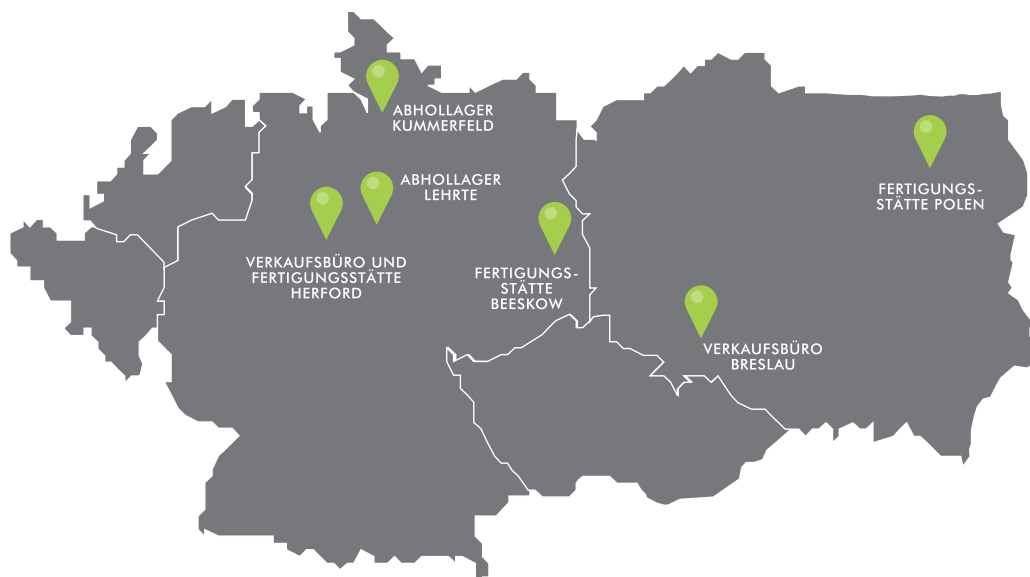 ABHOLLAGER
KUMMERFELD
ABHOLLAGER
LEHRTE
FERTIGUNGS-
STÄTTE POLEN
VERKAUFSBÜRO UND
FERTIGUNGSSTÄTTE
HERFORD
FERTIGUNGS-
STÄTTE
BEESKOW
VERKAUFSBÜRO
BRESLAU